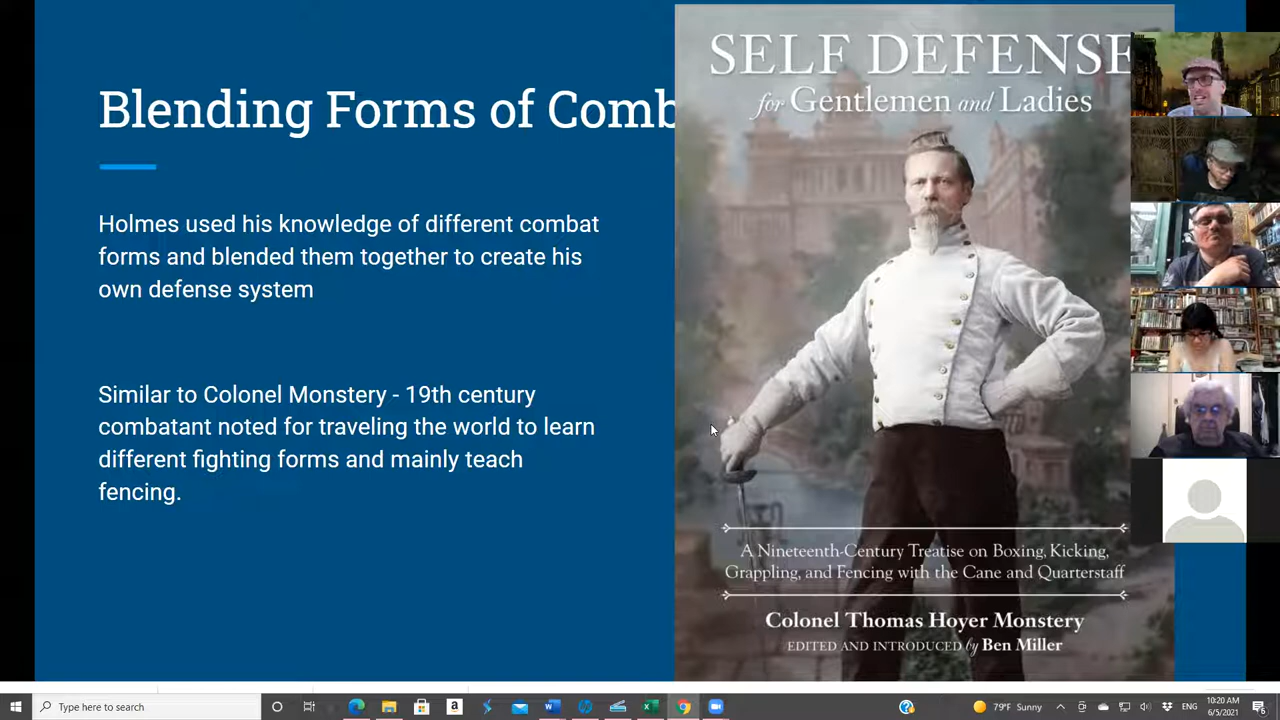 Blending Forms of Comb
Holmes used his knowledge of different combat
forms and blended them together to create his
own defense system
Similar to Colonel Monstery - 19th century
combatant noted for traveling the world to learn
different fighting forms and mainly teach
fencing.
SELF DEFENSE
for Gentlemen and Ladies
A Nineteenth-Century Treatise on Boxing, Kicking,
Grappling, and Fencing with the Cane and Quarterstaff
Colonel Thomas Hoyer Monstery
EDITED AND INTRODUCED by Ben Miller
Type here to search
79°F Sunny
ENG
10:20 AM
6/5/2021